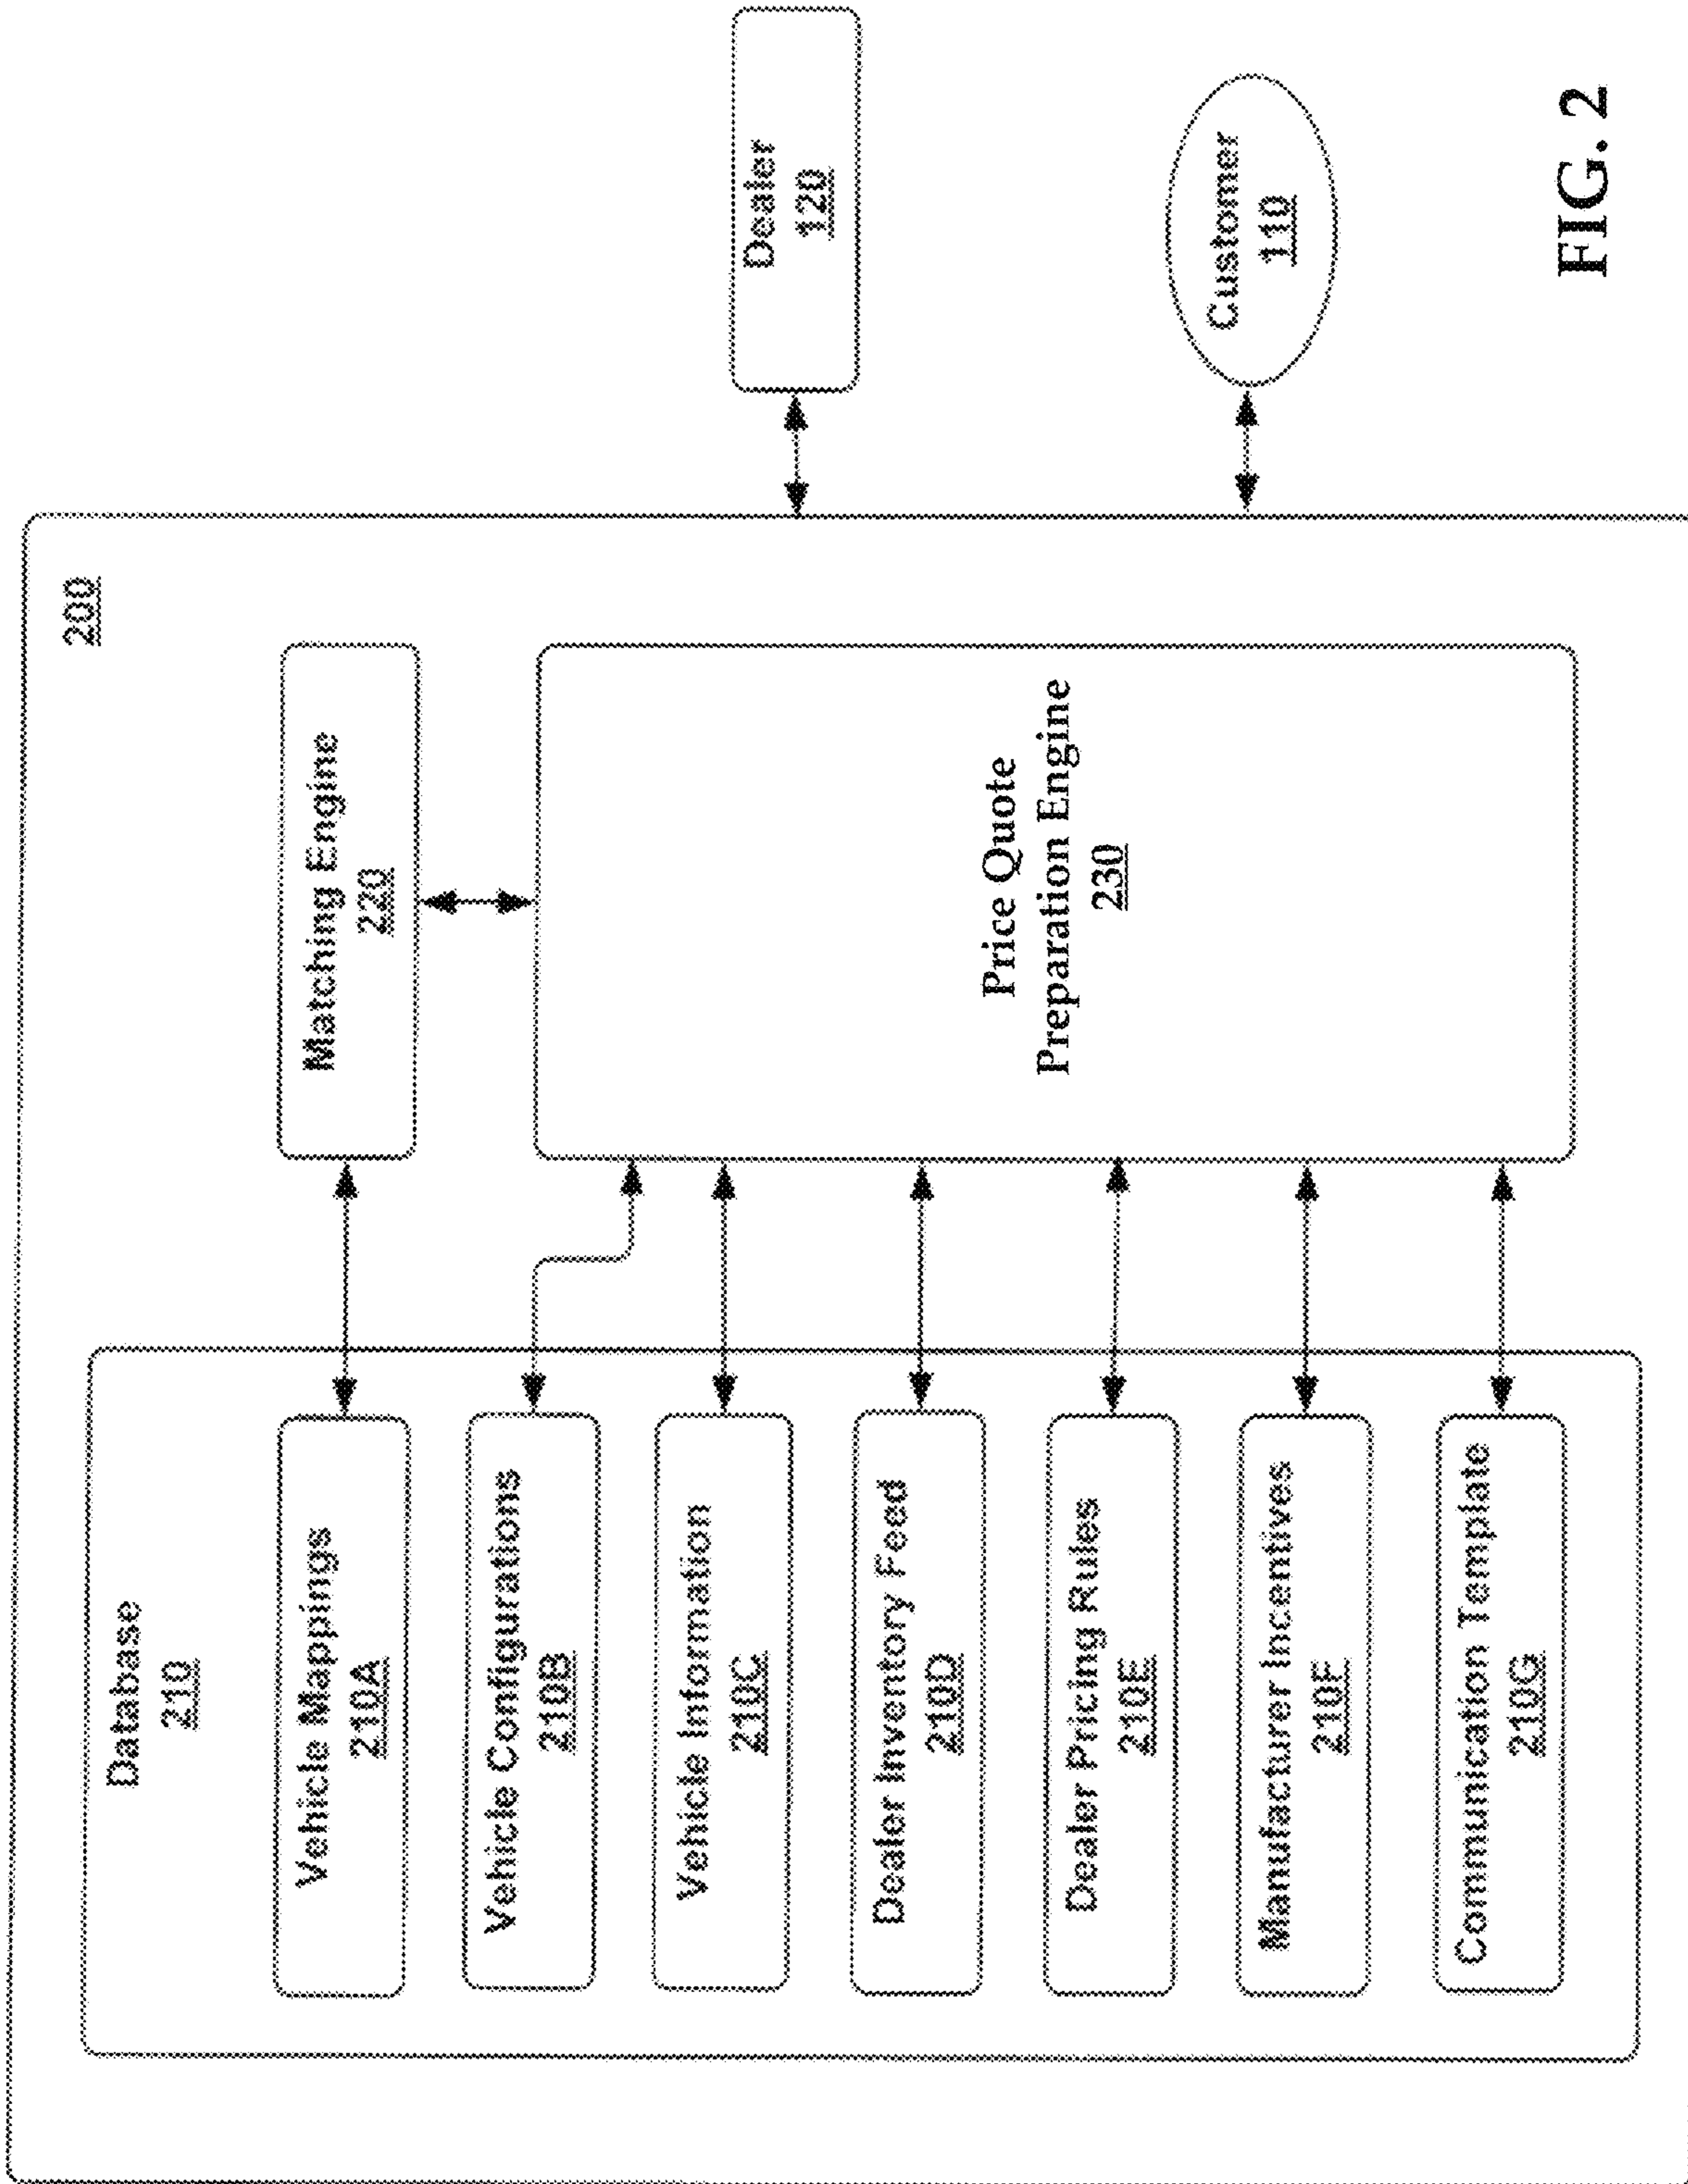 200
Database
210
Vehicle Mappings
210A
Vehicle Configurations
210B
Vehicle Information
210C
Dealer Inventory Feed
210D
Dealer Pricing Rules
210E
Manufacturer Incentives
210F
Communication Template
210G
Matching Engine
220
Price Quote
Preparation Engine
230
Dealer
120
Customer
110
FIG. 2